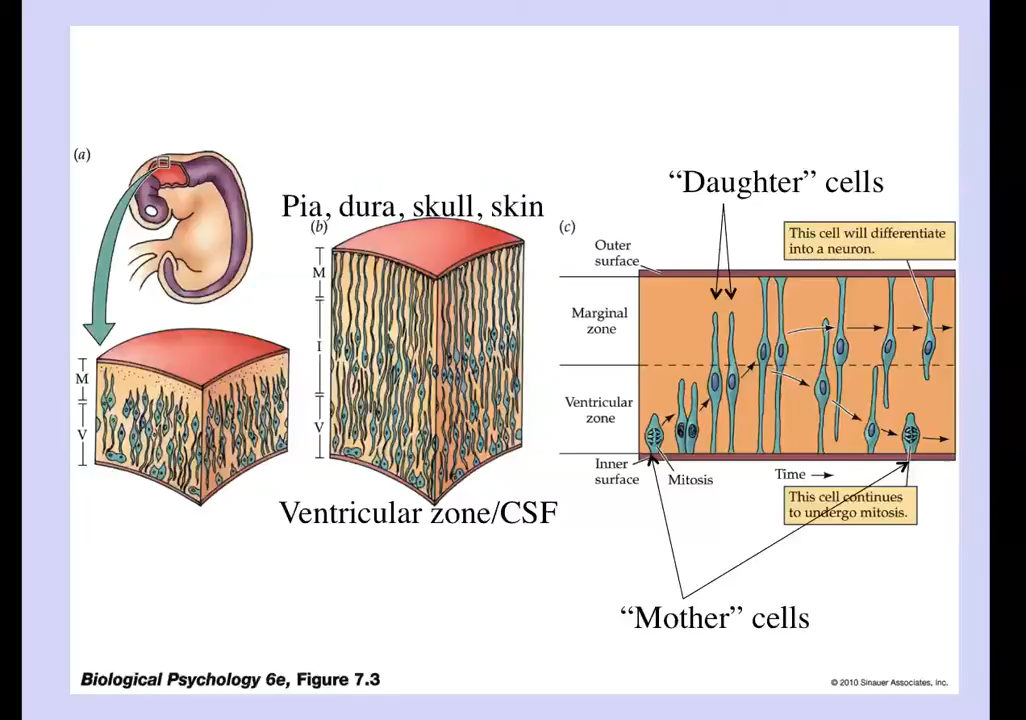 (a)
Pia, dura, skull, skin
(b)
M
I
V
M
V
Ventricular zone/CSF
“Daughter” cells
(c)
This cell will differentiate
into a neuron.
Outer
surface
Marginal
zone
Ventricular
zone
Inner
surface
Mitosis
Time
This cell continues
to undergo mitosis.
“Mother” cells
Biological Psychology 6e, Figure 7.3
© 2010 Sinauer Associates, Inc.